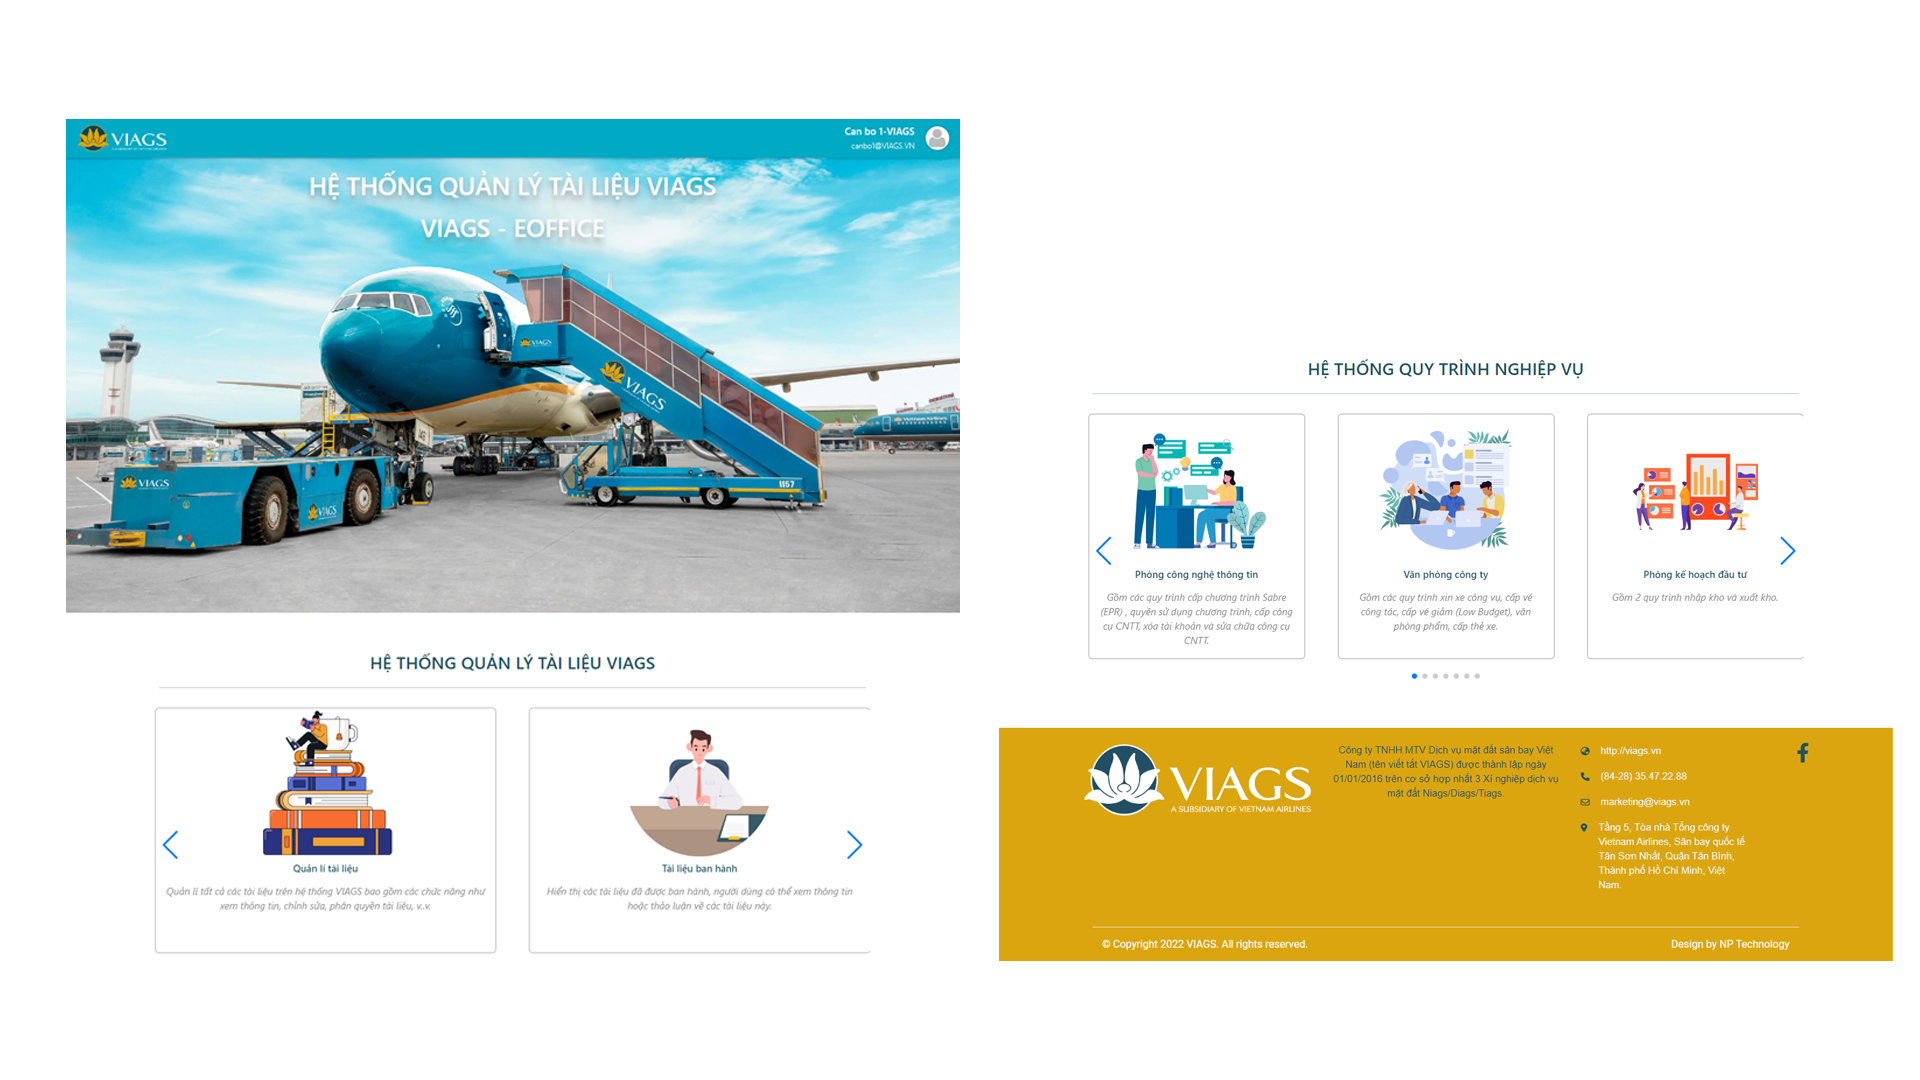 VIAGS
Can bo 1-VIAGS
canbo1@VIAGS.VN
HỆ THỐNG QUẢN LÝ TÀI LIỆU VIAGS
VIAGS - EOFFICE
VIAGS
VIAGS
VIAGS
VIAGS
1157
HỆ THỐNG QUẢN LÝ TÀI LIỆU VIAGS
Quản lí tài liệu
Quản lí tất cả các tài liệu trên hệ thống VIAGS bao gồm các chức năng như
xem thông tin, chỉnh sửa, phân quyền tài liệu, v..v.
Tài liệu ban hành
Hiển thị các tài liệu đã được ban hành, người dùng có thể xem thông tin
hoặc thảo luận về các tài liệu này.
HỆ THỐNG QUY TRÌNH NGHIỆP VỤ
Phòng công nghệ thông tin
Gồm các quy trình cấp chương trình Sabre
(EPR) , quyền sử dụng chương trình, cấp công
cụ CNTT, xóa tài khoản và sửa chữa công cụ
CNTT.
Văn phòng công ty
Gồm các quy trình xin xe công vụ, cấp vé
công tác, cấp vé giảm (Low Budget), văn
phòng phẩm, cấp thẻ xe.
Phòng kế hoạch đầu tư
Gồm 2 quy trình nhập kho và xuất kho.
VIAGS
A SUBSIDIARY OF VIETNAM AIRLINES
Công ty TNHH MTV Dịch vụ mặt đất sân bay Việt
Nam (tên viết tắt VIAGS) được thành lập ngày
01/01/2016 trên cơ sở hợp nhất 3 Xí nghiệp dịch vụ
mặt đất Niags/Diags/Tiags.
http://viags.vn
(84-28) 35.47.22.88
marketing@viags.vn
Tầng 5, Tòa nhà Tổng công ty
Vietnam Airlines, Sân bay quốc tế
Tân Sơn Nhất, Quận Tân Bình,
Thành phố Hồ Chí Minh, Việt
Nam.
© Copyright 2022 VIAGS. All rights reserved.
Design by NP Technology